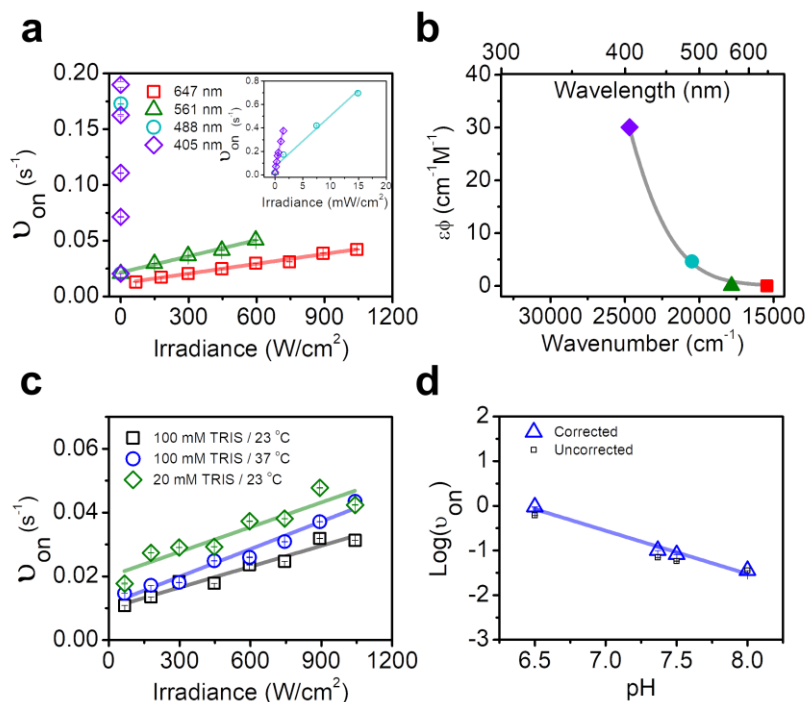 a
υon (s⁻¹)
0.20
0.15
0.10
0.05
0.00
647 nm
561 nm
488 nm
405 nm
0 300 600 900 1200
Irradiance (W/cm²)
υon (s⁻¹)
0.8
0.6
0.4
0.2
0.0
0 5 10 15 20
Irradiance (mW/cm²)
b
300 400 500 600
Wavelength (nm)
εϕ (cm⁻¹M⁻¹)
40
30
20
10
0
30000 25000 20000 15000
Wavenumber (cm⁻¹)
c
υon (s⁻¹)
0.06
0.04
0.02
0.00
100 mM TRIS / 23 °C
100 mM TRIS / 37 °C
20 mM TRIS / 23 °C
0 300 600 900 1200
Irradiance (W/cm²)
d
Log(υon)
2
1
0
-1
-2
-3
Corrected
Uncorrected
6.5 7.0 7.5 8.0
pH